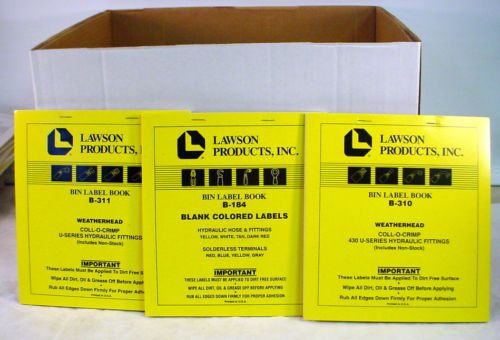 LAWSON
PRODUCTS, I
BIN LABEL BOOK
B-311
WEATHERHEAD
COLL-O-CRIMP
U-SERIES HYDRAULIC FITTINGS
(Includes Non-Stock)
IMPORTANT
These Labels Must Be Applied To Dirt Free Surface
Wipe All Dirt, Oil & Grease Off Before Applying
Rub All Edges Down Firmly For Proper Adhesion
LAWSON
PRODUCTS, INC.
BIN LABEL BOOK
B-184
BLANK COLORED LABELS
HYDRAULIC HOSE & FITTINGS
YELLOW, WHITE, TAN, DARK RED
SOLDERLESS TERMINALS
RED, BLUE, YELLOW, GRAY
IMPORTANT
THESE LABELS MUST BE APPLIED TO DIRT FREE SURFACE
WIPE ALL DIRT, OIL & GREASE OFF BEFORE APPLYING
RUB ALL EDGES DOWN FIRMLY FOR PROPER ADHESION
Printed in U.S.A.
LAWSON
PRODUCTS, INC.
BIN LABEL BOOK
B-310
WEATHERHEAD
COLL-O-CRIMP
430 U-SERIES HYDRAULIC FITTINGS
(Includes Non-Stock)
IMPORTANT
These Labels Must Be Applied To Dirt Free Surface
Wipe All Dirt, Oil & Grease Off Before Applying
Rub All Edges Down Firmly For Proper Adhesion
Printed in U.S.A.